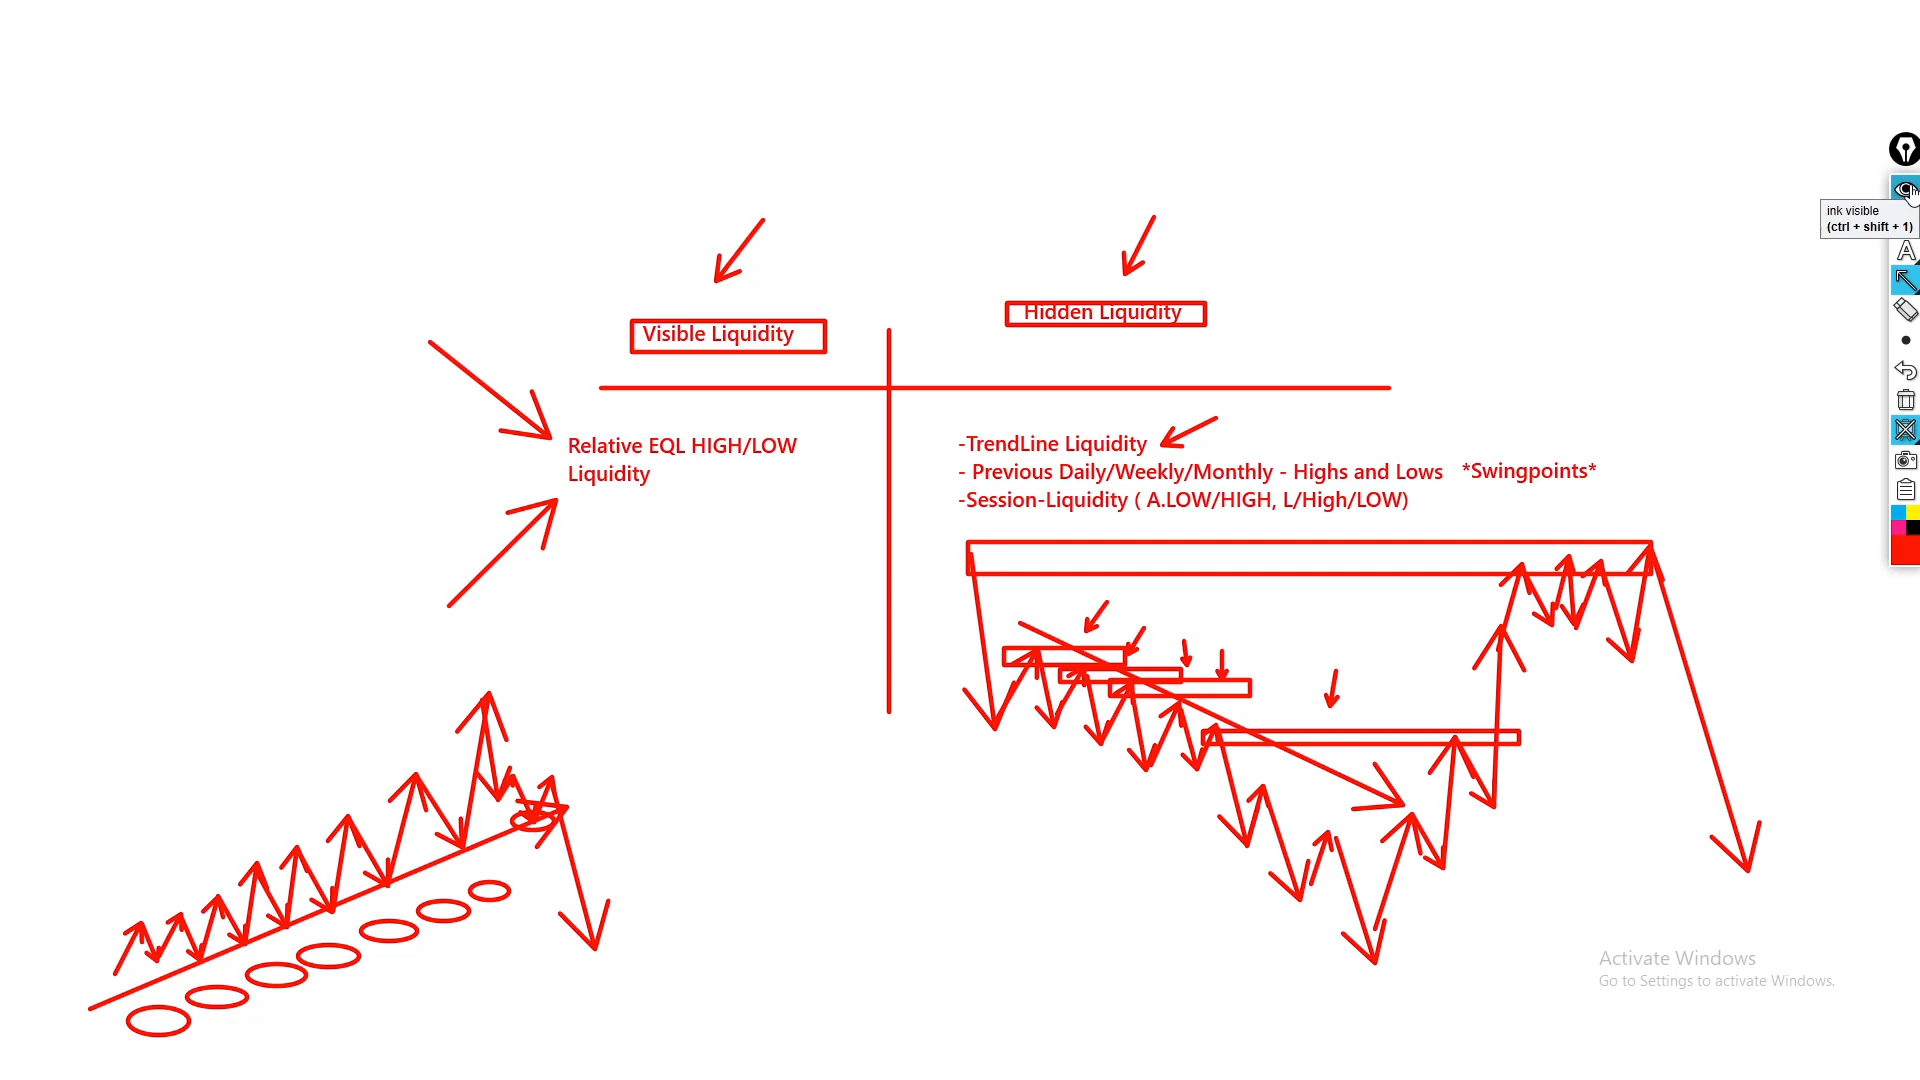 ink visible
(ctrl + shift + 1)
A
Hidden Liquidity
Visible Liquidity
Relative EQL HIGH/LOW
Liquidity
-TrendLine Liquidity
- Previous Daily/Weekly/Monthly - Highs and Lows *Swingpoints*
-Session-Liquidity ( A.LOW/HIGH, L/High/LOW)
Activate Windows
Go to Settings to activate Windows.